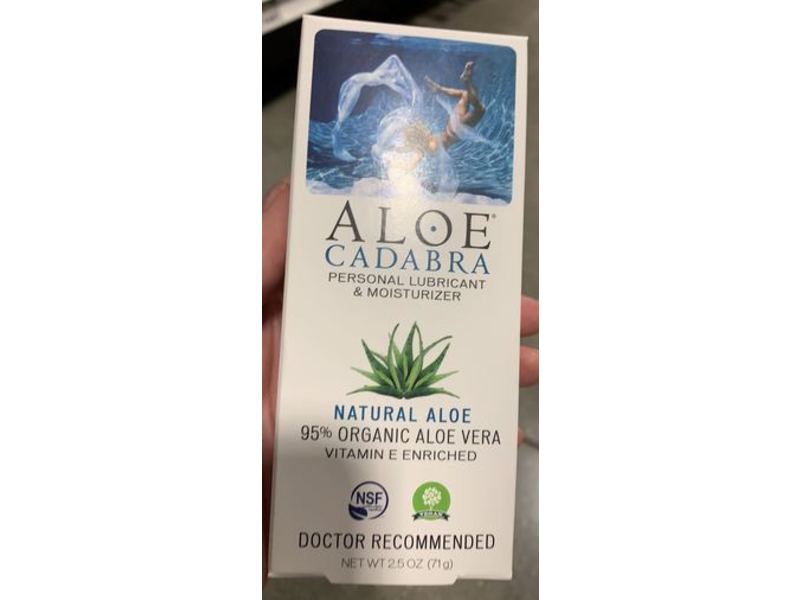 ALOE®
CADABRA
PERSONAL LUBRICANT
& MOISTURIZER
NATURAL ALOE
95% ORGANIC ALOE VERA
VITAMIN E ENRICHED
NSF
VEGAN
DOCTOR RECOMMENDED
NET WT 2.5 OZ (71g)